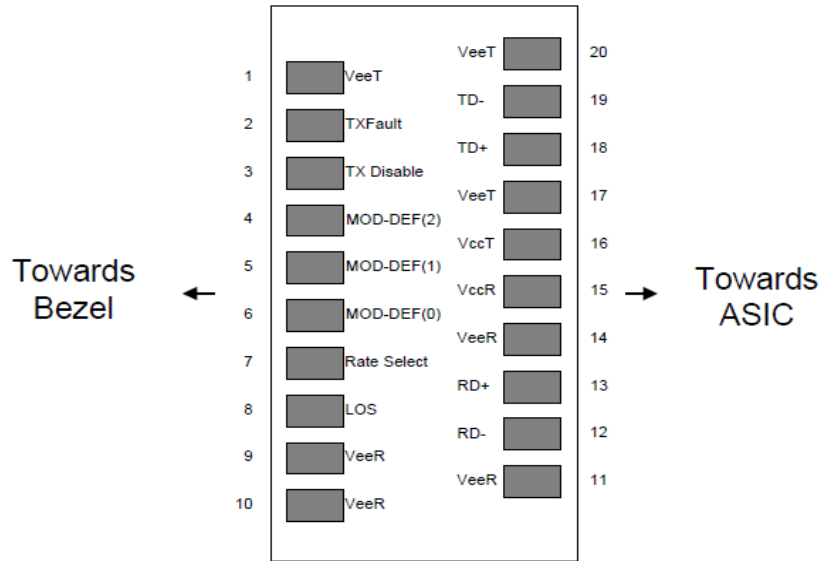 Towards
Bezel
1 VeeT
2 TXFault
3 TX Disable
4 MOD-DEF(2)
5 MOD-DEF(1)
6 MOD-DEF(0)
7 Rate Select
8 LOS
9 VeeR
10 VeeR
VeeT 20
TD- 19
TD+ 18
VeeT 17
VccT 16
VccR 15
VeeR 14
RD+ 13
RD- 12
VeeR 11
Towards
ASIC